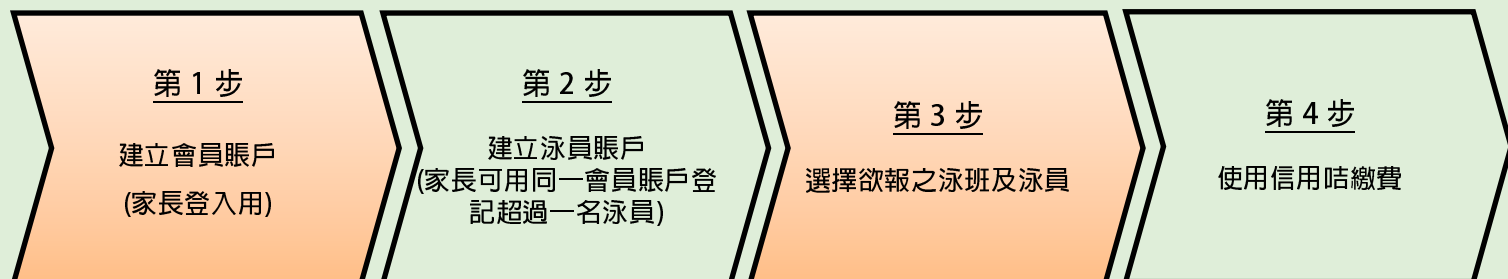 第 1 步
建立會員賬戶
(家長登入用)
第 2 步
建立泳員賬戶
(家長可用同一會員賬戶登
記超過一名泳員)
第 3 步
選擇欲報之泳班及泳員
第 4 步
使用信用咭繳費